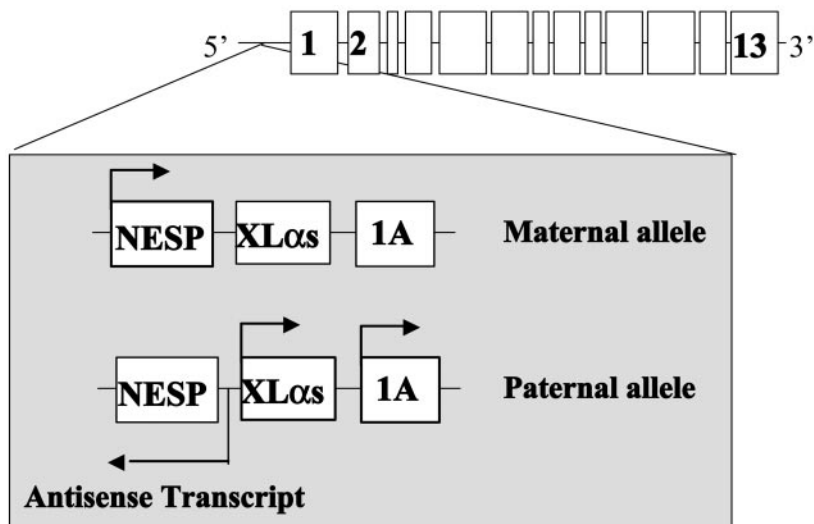 5’ 1 2 13 3’
NESP XLαs 1A Maternal allele
NESP XLαs 1A Paternal allele
Antisense Transcript